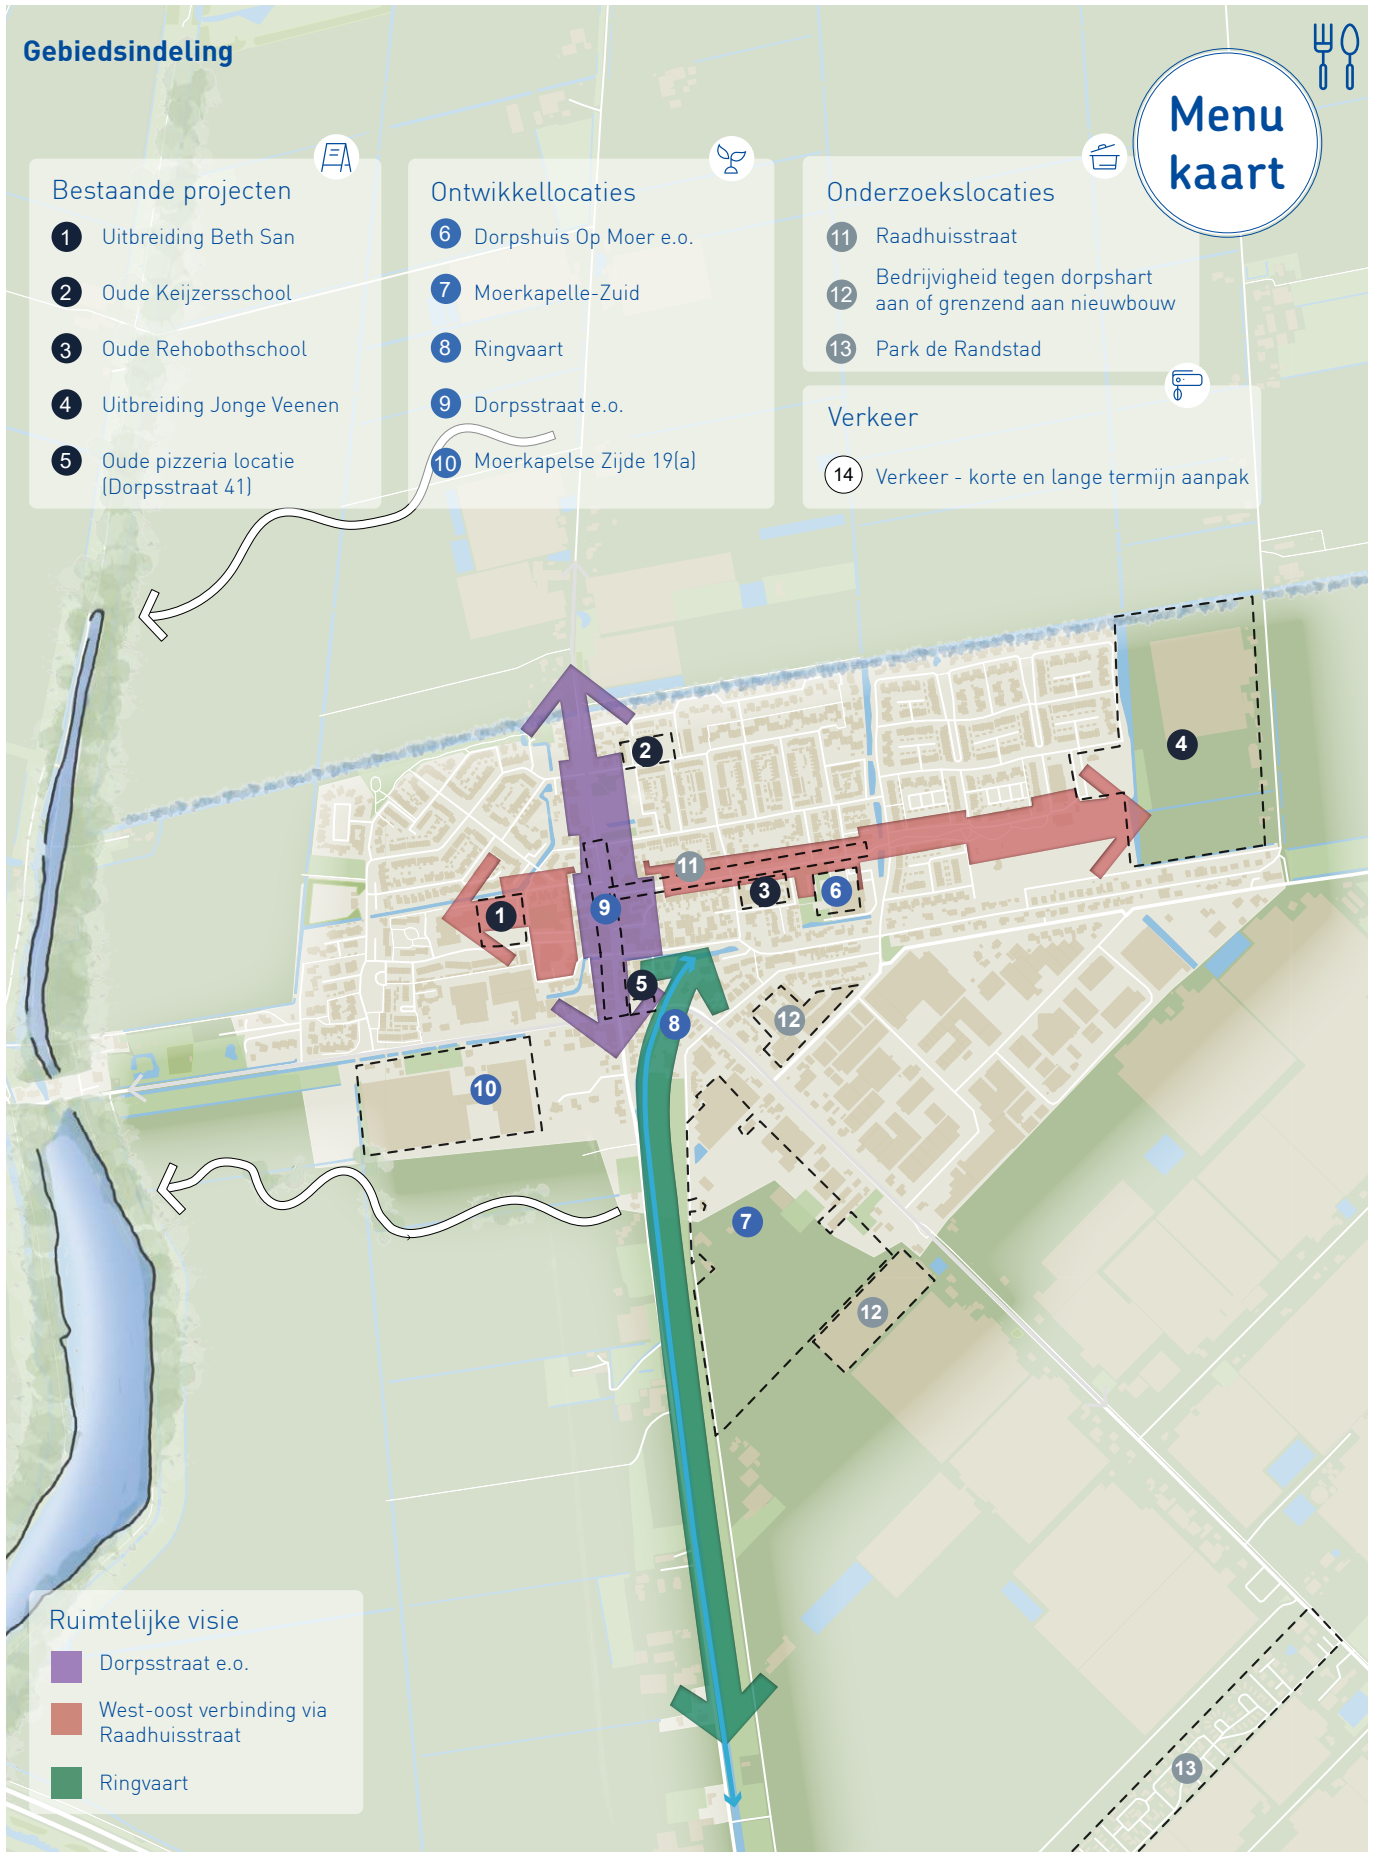 Gebiedsindeling
Menu
kaart
Bestaande projecten
1 Uitbreiding Beth San
2 Oude Keijzersschool
3 Oude Rehobothschool
4 Uitbreiding Jonge Veenen
5 Oude pizzeria locatie
(Dorpsstraat 41)
Ontwikkellocaties
6 Dorpshuis Op Moer e.o.
7 Moerkapelle-Zuid
8 Ringvaart
9 Dorpsstraat e.o.
10 Moerkapelse Zijde 19(a)
Onderzoekslocaties
11 Raadhuisstraat
12 Bedrijvigheid tegen dorpshart
aan of grenzend aan nieuwbouw
13 Park de Randstad
Verkeer
14 Verkeer - korte en lange termijn aanpak
2
4
11
3
6
1
9
5
8
12
10
7
12
13
Ruimtelijke visie
Dorpsstraat e.o.
West-oost verbinding via
Raadhuisstraat
Ringvaart